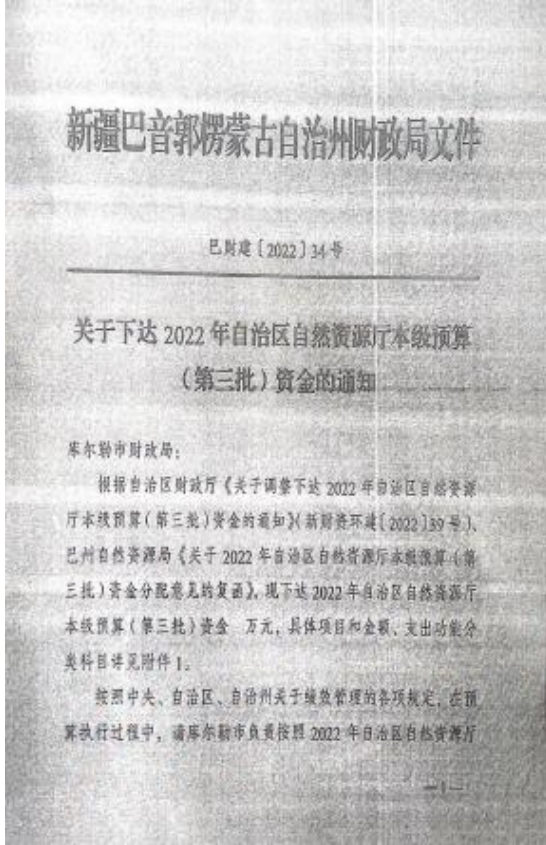 新疆巴音郭楞蒙古自治州财政局文件
巴财建〔2022〕34号
关于下达2022年自治区自然资源厅本级预算
（第三批）资金的通知
库尔勒市财政局：
根据自治区财政厅《关于调整下达2022年自治区自然资源
厅本级预算（第三批）资金的通知》（新财资环建〔2022〕39号）、
巴州自然资源局《关于2022年自治区自然资源厅本级预算（第
三批）资金分配意见的复函》，现下达2022年自治区自然资源厅
本级预算（第三批）资金 万元，具体项目和金额、支出功能分
类科目详见附件1。
按照中央、自治区、自治州关于绩效管理的各项规定，在预
算执行过程中，请库尔勒市负责按照2022年自治区自然资源厅
—1—